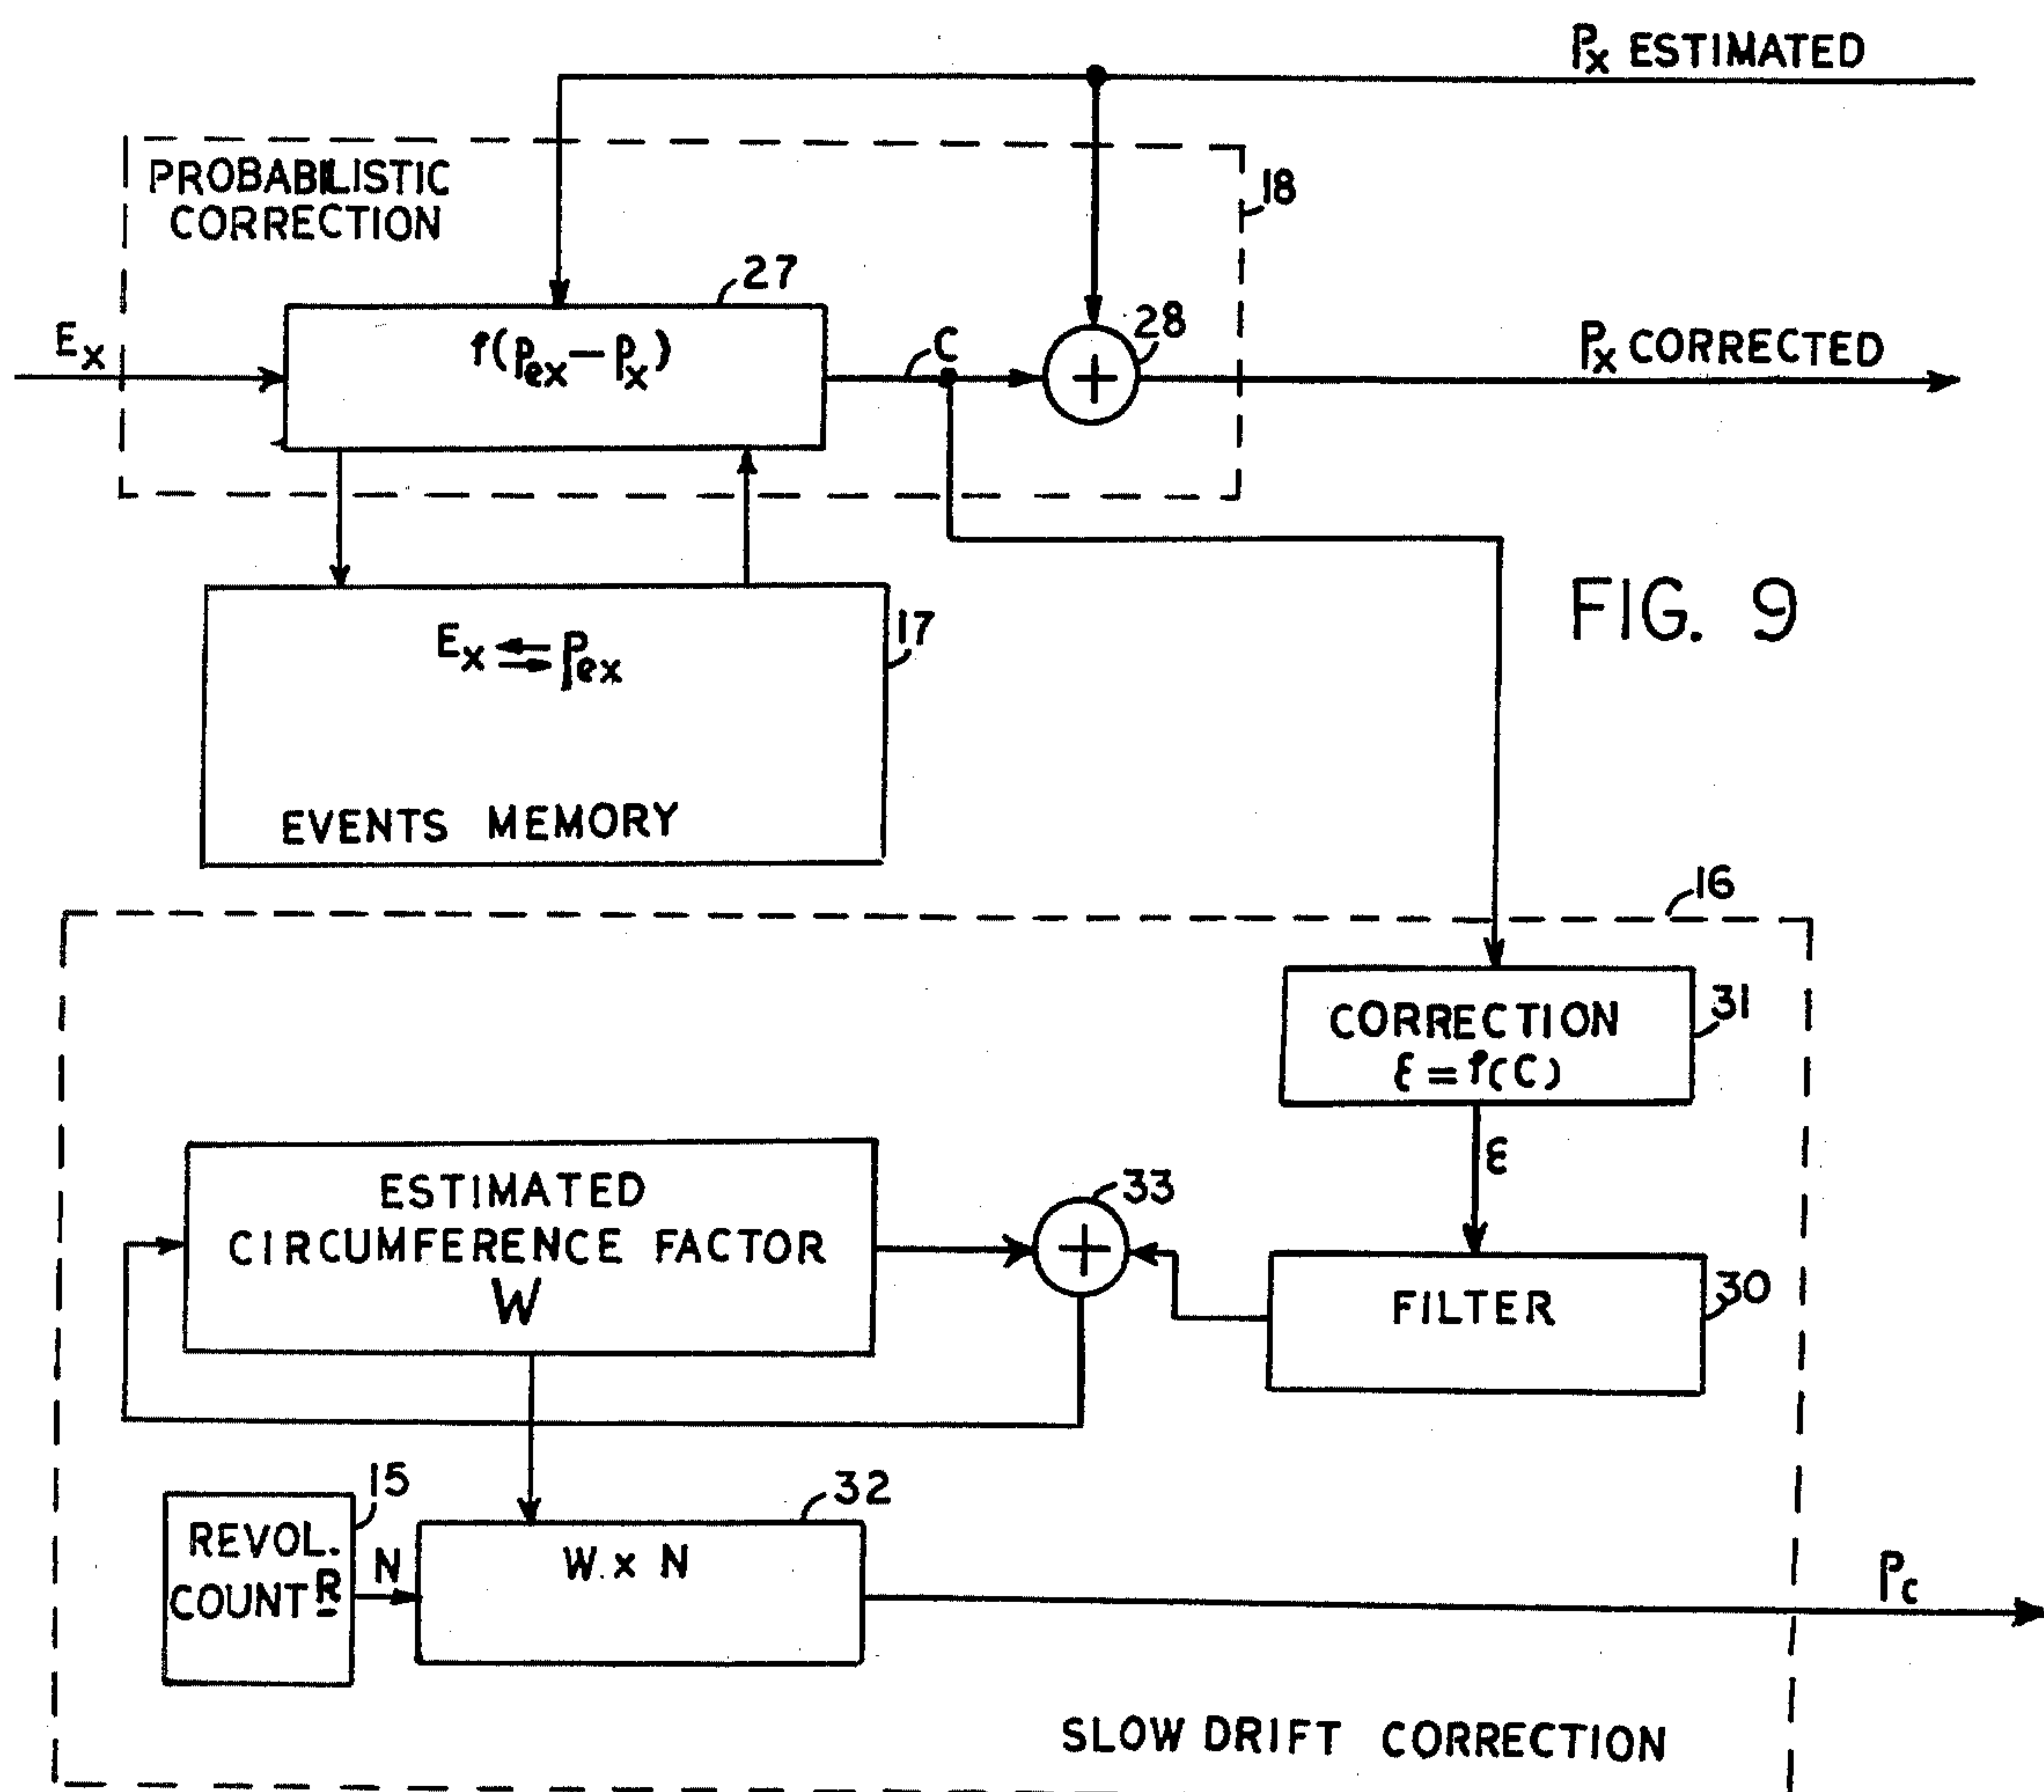 Px ESTIMATED
PROBABILISTIC
CORRECTION
18
27
Ex
f(Pex − Px)
C
28
+
Px CORRECTED
17
Ex ⇄ Pex
FIG. 9
EVENTS MEMORY
16
CORRECTION
ε = f(C)
31
ε
ESTIMATED
CIRCUMFERENCE FACTOR
W
33
+
FILTER
30
15
REVOL.
COUNT R
N
32
W. x N
Pc
SLOW DRIFT CORRECTION